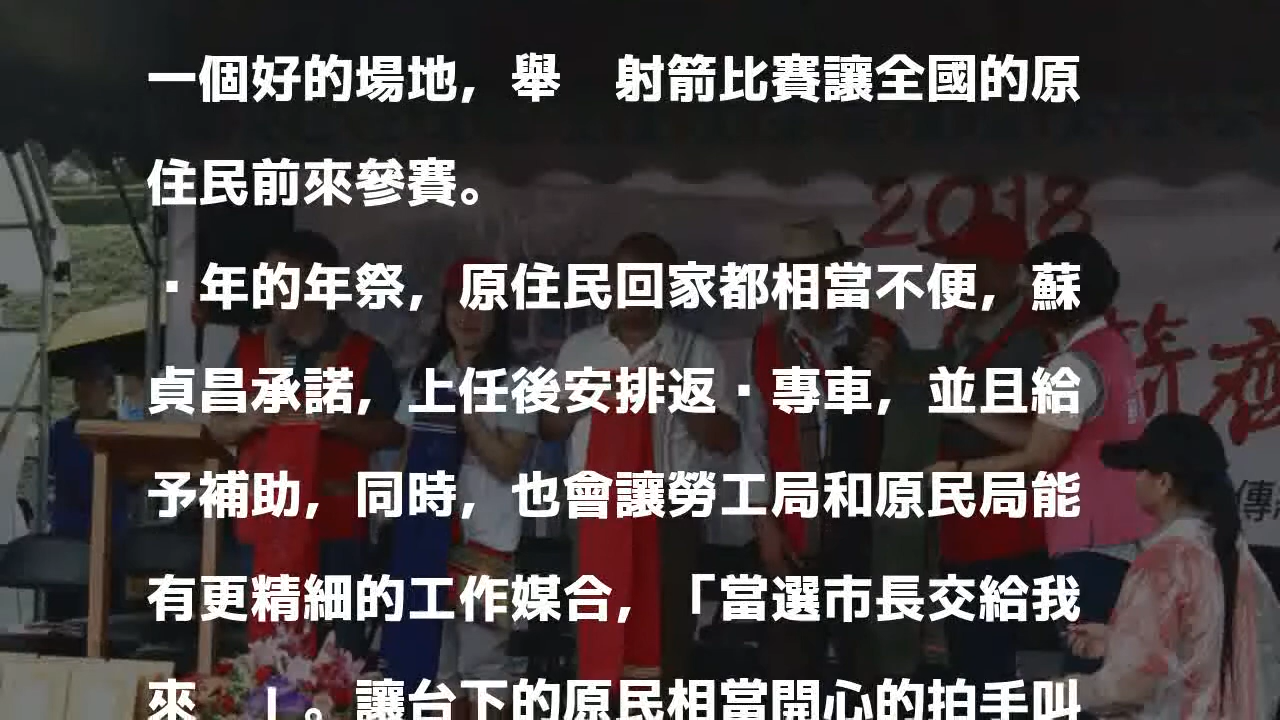 一個好的場地，舉　射箭比賽讓全國的原
住民前來參賽。
·年的年祭，原住民回家都相當不便，蘇
貞昌承諾，上任後安排返·專車，並且給
予補助，同時，也會讓勞工局和原民局能
有更精細的工作媒合，「當選市長交給我
來　」。讓台下的原民相當開心的拍手叫
2018
箭
傳